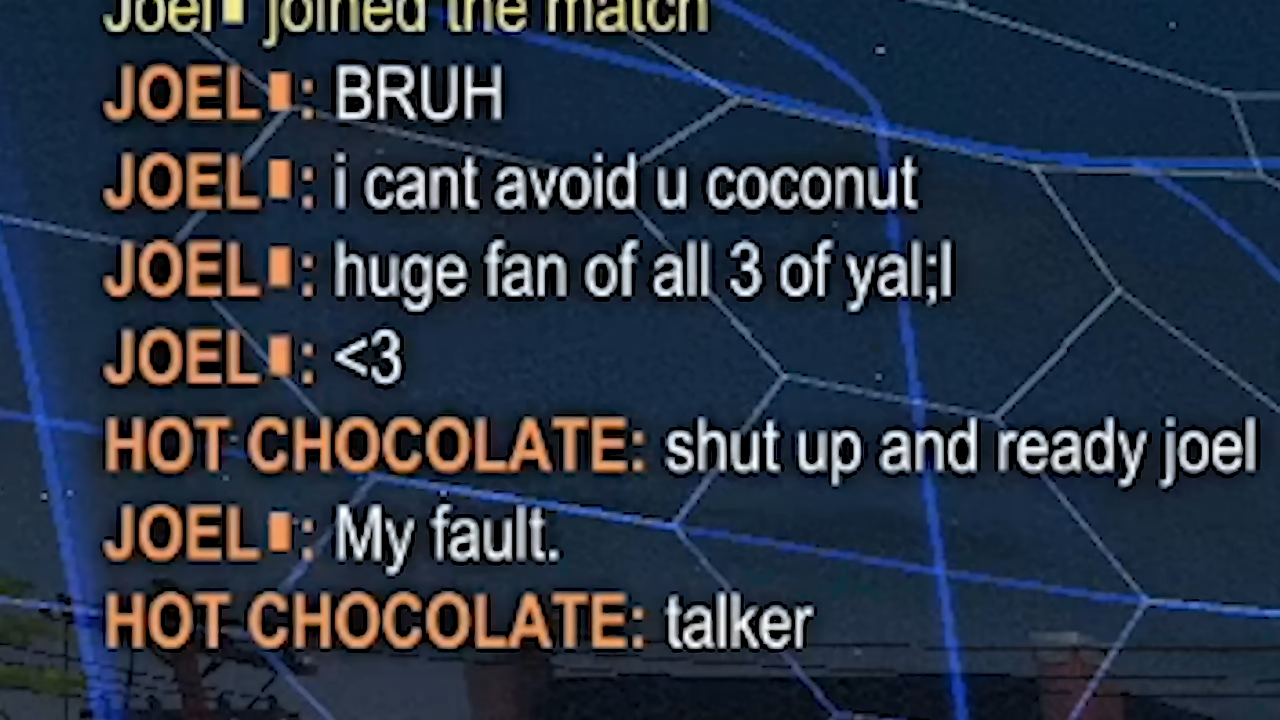 Joel▮ joined the match
JOEL▮: BRUH
JOEL▮: i cant avoid u coconut
JOEL▮: huge fan of all 3 of yal;l
JOEL▮: <3
HOT CHOCOLATE: shut up and ready joel
JOEL▮: My fault.
HOT CHOCOLATE: talker